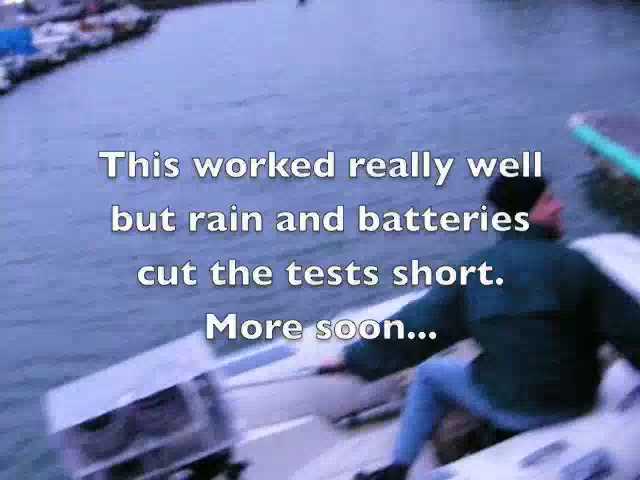 This worked really well
but rain and batteries
cut the tests short.
More soon...